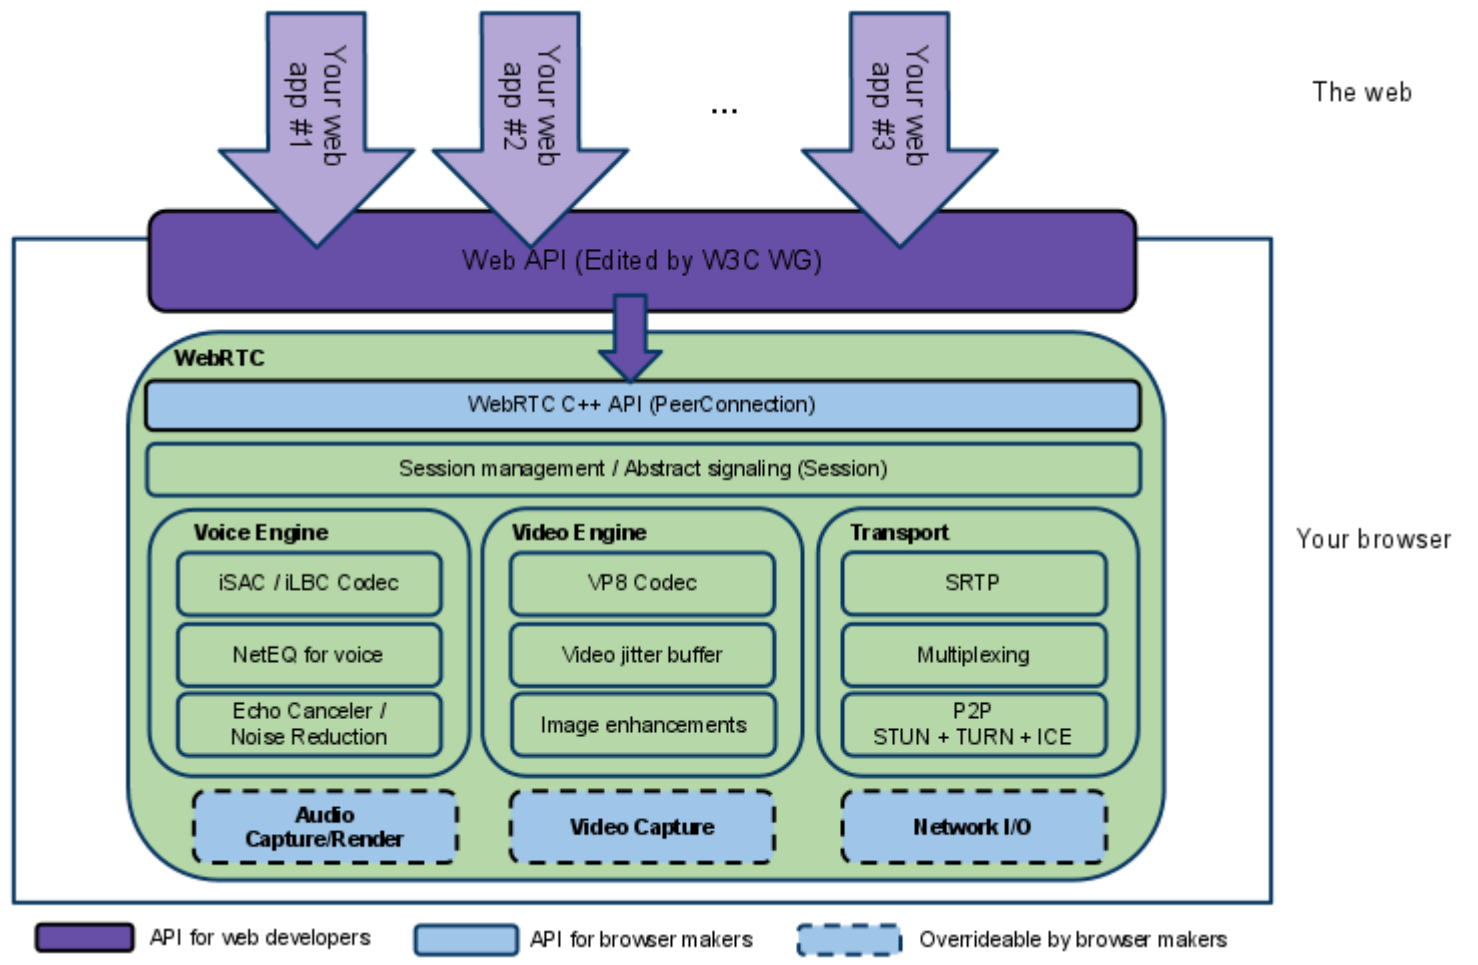 Your web
app #1
Your web
app #2
...
Your web
app #3
The web
Web API (Edited by W3C WG)
WebRTC
WebRTC C++ API (PeerConnection)
Session management / Abstract signaling (Session)
Your browser
Voice Engine
iSAC / iLBC Codec
NetEQ for voice
Echo Canceler /
Noise Reduction
Video Engine
VP8 Codec
Video jitter buffer
Image enhancements
Transport
SRTP
Multiplexing
P2P
STUN + TURN + ICE
Audio
Capture/Render
Video Capture
Network I/O
API for web developers
API for browser makers
Overrideable by browser makers